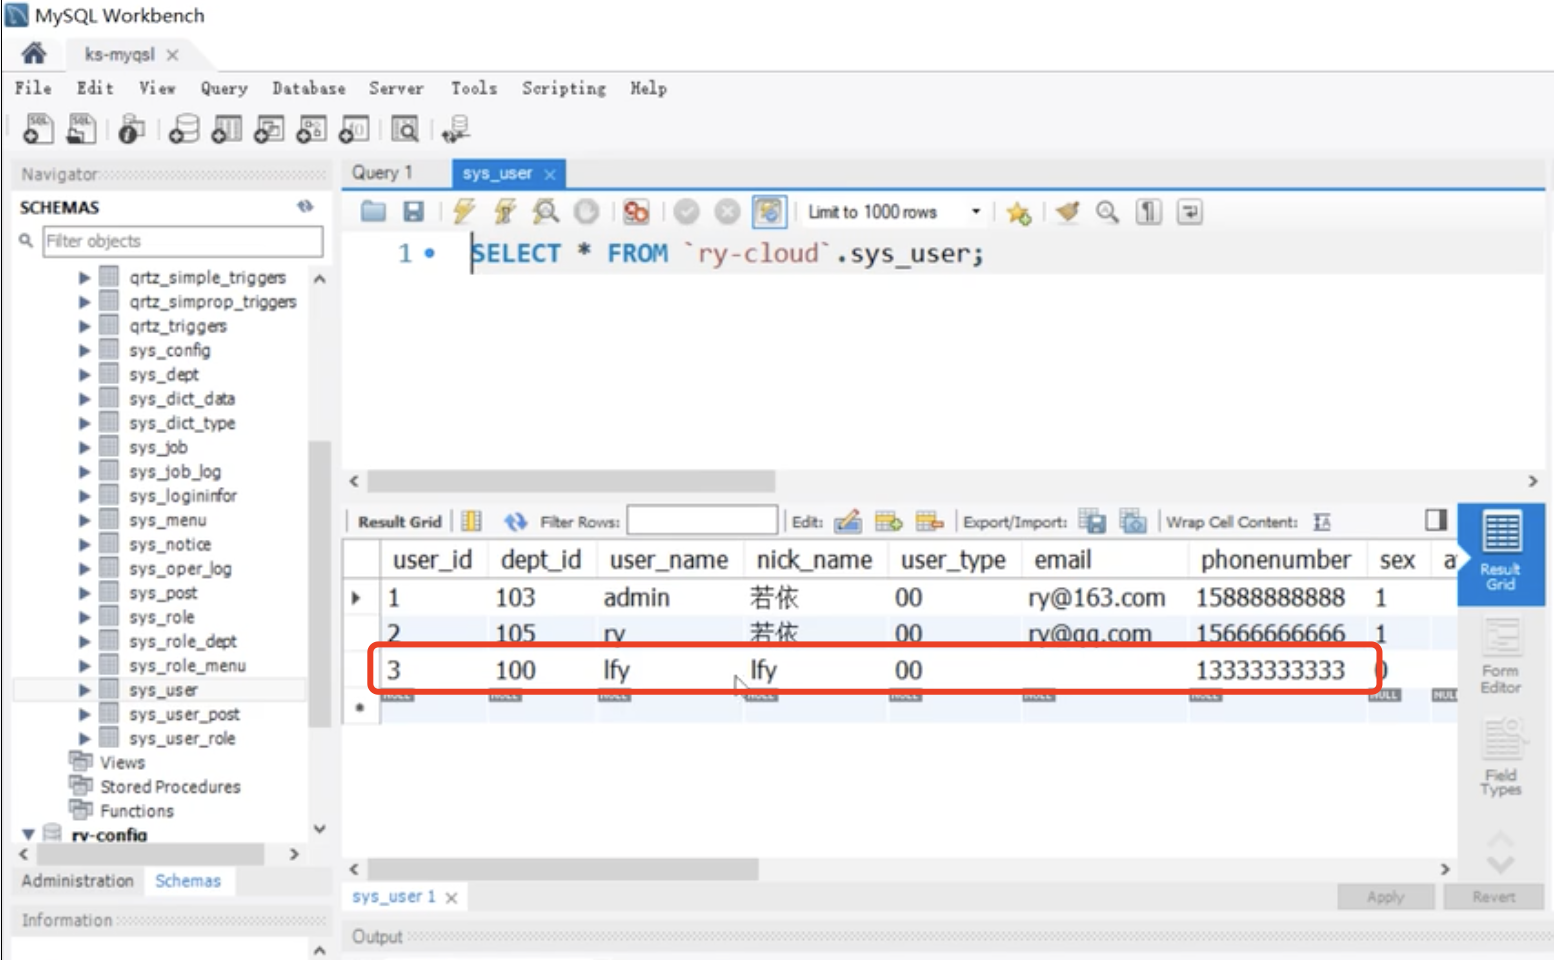 MySQL Workbench
ks-myqsl
File Edit View Query Database Server Tools Scripting Help
Navigator
SCHEMAS
Filter objects
qrtz_simple_triggers
qrtz_simprop_triggers
qrtz_triggers
sys_config
sys_dept
sys_dict_data
sys_dict_type
sys_job
sys_job_log
sys_logininfor
sys_menu
sys_notice
sys_oper_log
sys_post
sys_role
sys_role_dept
sys_role_menu
sys_user
sys_user_post
sys_user_role
Views
Stored Procedures
Functions
ry-config
Administration Schemas
Information
Query 1 sys_user
Limit to 1000 rows
1 SELECT * FROM `ry-cloud`.sys_user;
Result Grid Filter Rows: Edit: Export/Import: Wrap Cell Content:
user_id dept_id user_name nick_name user_type email phonenumber sex
1 103 admin 若依 00 ry@163.com 15888888888 1
2 105 ry 若依 00 ry@qq.com 15666666666 1
3 100 lfy lfy 00 13333333333 0
NULL NULL NULL NULL NULL NULL NULL NULL NULL
Result
Grid
Form
Editor
Field
Types
sys_user 1
Apply Revert
Output